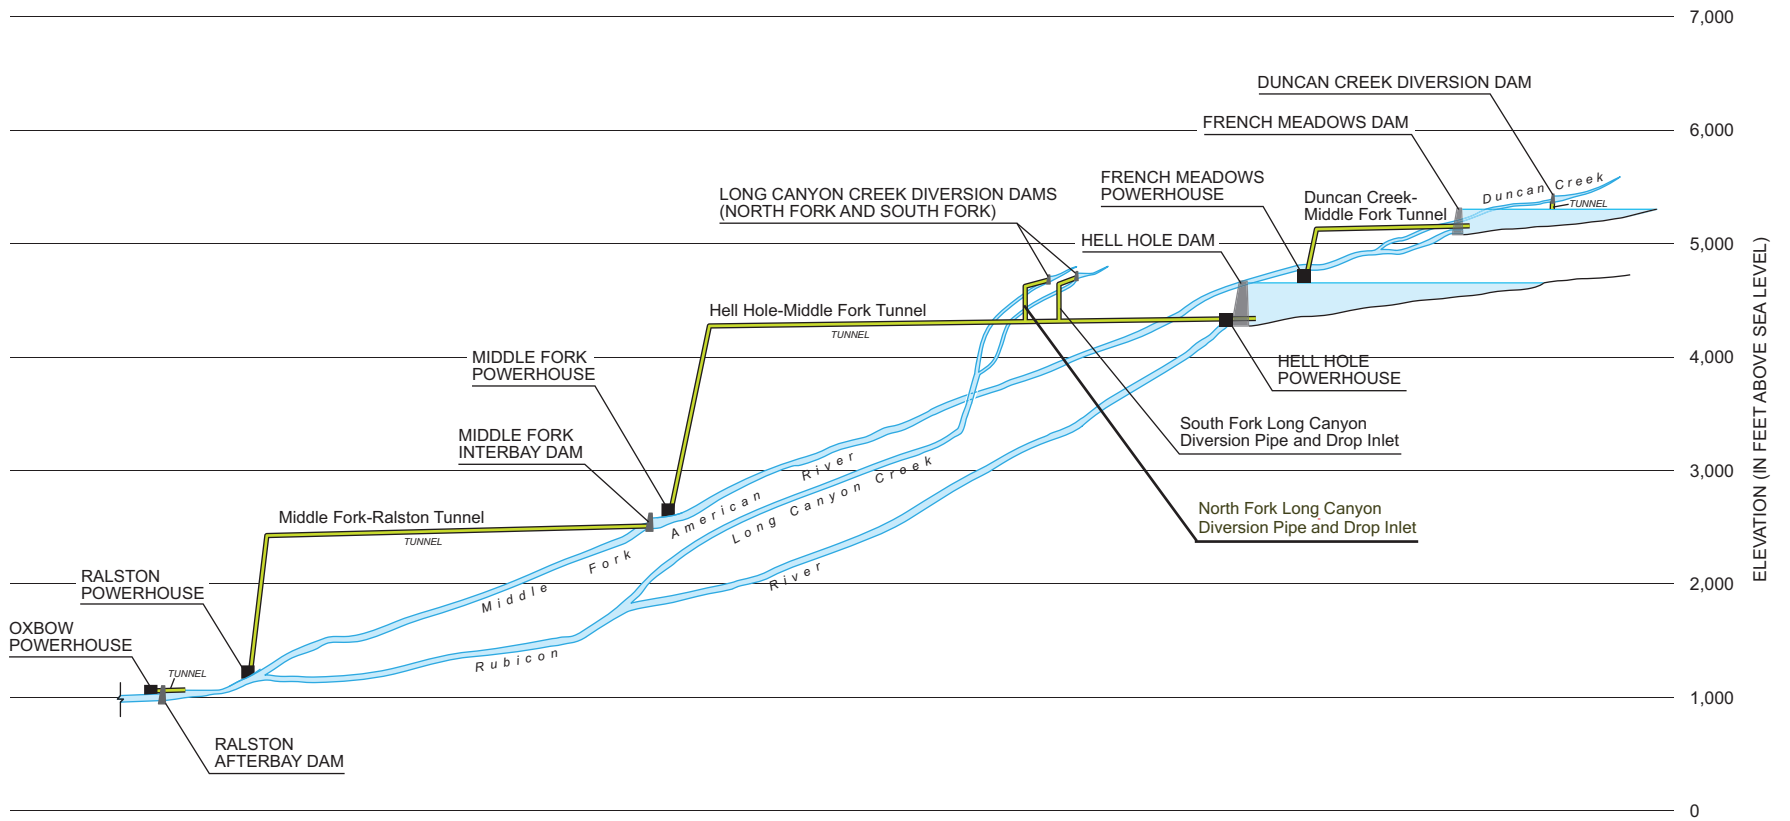 7,000
DUNCAN CREEK DIVERSION DAM
FRENCH MEADOWS DAM
6,000
FRENCH MEADOWS
POWERHOUSE
Duncan Creek
LONG CANYON CREEK DIVERSION DAMS
(NORTH FORK AND SOUTH FORK)
Duncan Creek-
Middle Fork Tunnel
TUNNEL
HELL HOLE DAM
5,000
Hell Hole-Middle Fork Tunnel
TUNNEL
MIDDLE FORK
POWERHOUSE
4,000
HELL HOLE
POWERHOUSE
ELEVATION (IN FEET ABOVE SEA LEVEL)
South Fork Long Canyon
Diversion Pipe and Drop Inlet
MIDDLE FORK
INTERBAY DAM
3,000
North Fork Long Canyon
Diversion Pipe and Drop Inlet
Middle Fork American River
Long Canyon Creek
Middle Fork-Ralston Tunnel
TUNNEL
RALSTON
POWERHOUSE
2,000
Rubicon River
OXBOW
POWERHOUSE
TUNNEL
1,000
RALSTON
AFTERBAY DAM
0